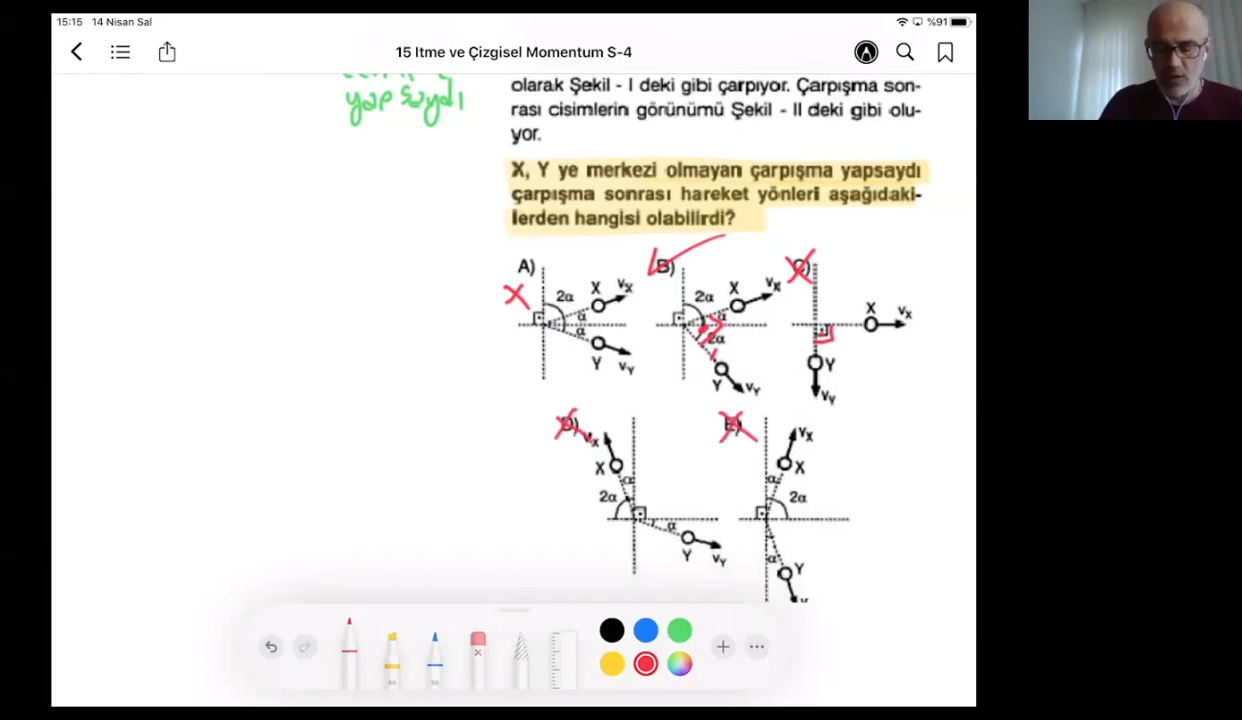 15:15 14 Nisan Sal
%91
15 Itme ve Çizgisel Momentum S-4
yapsaydı
olarak Şekil - I deki gibi çarpıyor. Çarpışma son-
rası cisimlerin görünümü Şekil - II deki gibi olu-
yor.
X, Y ye merkezi olmayan çarpışma yapsaydı
çarpışma sonrası hareket yönleri aşağıdaki-
lerden hangisi olabilirdi?
A)
2α
X
vX
α
α
Y
vY
B)
2α
X
vX
α
2α
Y
vY
C)
X
vX
Y
vY
D)
vX
X
α
2α
α
Y
vY
E)
vX
X
α
2α
α
Y